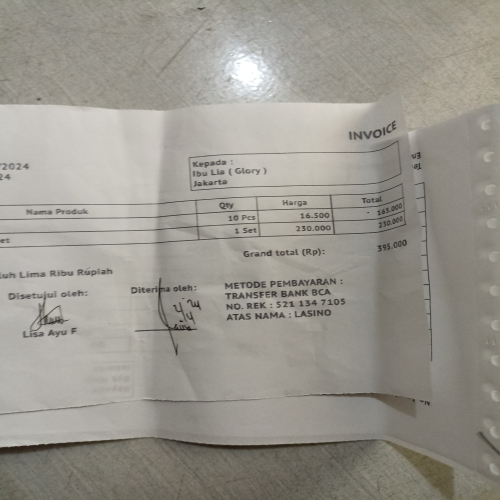 INVOICE
/2024
24
Kepada :
Ibu Lia ( Glory )
Jakarta
Nama Produk Qty Harga Total
10 Pcs 16.500 165.000
et 1 Set 230.000 230.000
Grand total (Rp): 395.000
luh Lima Ribu Rupiah
Disetujui oleh: Diterima oleh:
Lisa Ayu F
METODE PEMBAYARAN :
TRANSFER BANK BCA
NO. REK : 521 134 7105
ATAS NAMA : LASINO